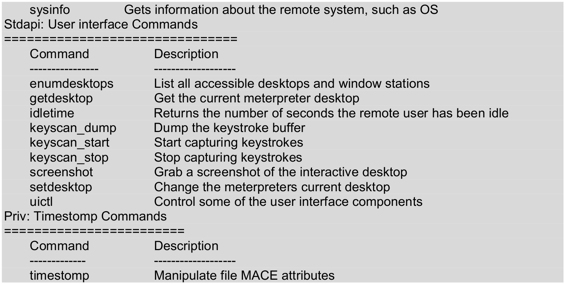 sysinfo Gets information about the remote system, such as OS
Stdapi: User interface Commands
===============================
Command Description
---------------- -------------------
enumdesktops List all accessible desktops and window stations
getdesktop Get the current meterpreter desktop
idletime Returns the number of seconds the remote user has been idle
keyscan_dump Dump the keystroke buffer
keyscan_start Start capturing keystrokes
keyscan_stop Stop capturing keystrokes
screenshot Grab a screenshot of the interactive desktop
setdesktop Change the meterpreters current desktop
uictl Control some of the user interface components
Priv: Timestomp Commands
========================
Command Description
------------- -------------------
timestomp Manipulate file MACE attributes